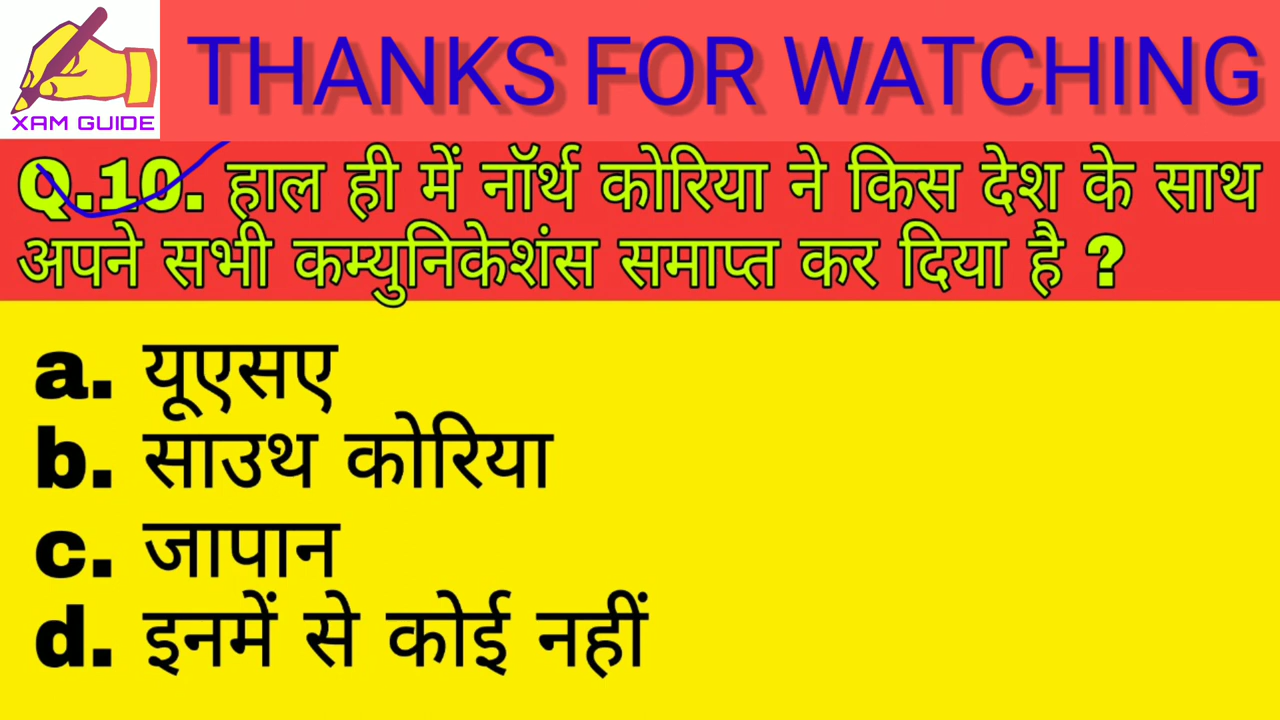 THANKS FOR WATCHING
XAM GUIDE
Q.10. हाल ही में नॉर्थ कोरिया ने किस देश के साथ
अपने सभी कम्युनिकेशंस समाप्त कर दिया है ?
a. यूएसए
b. साउथ कोरिया
c. जापान
d. इनमें से कोई नहीं